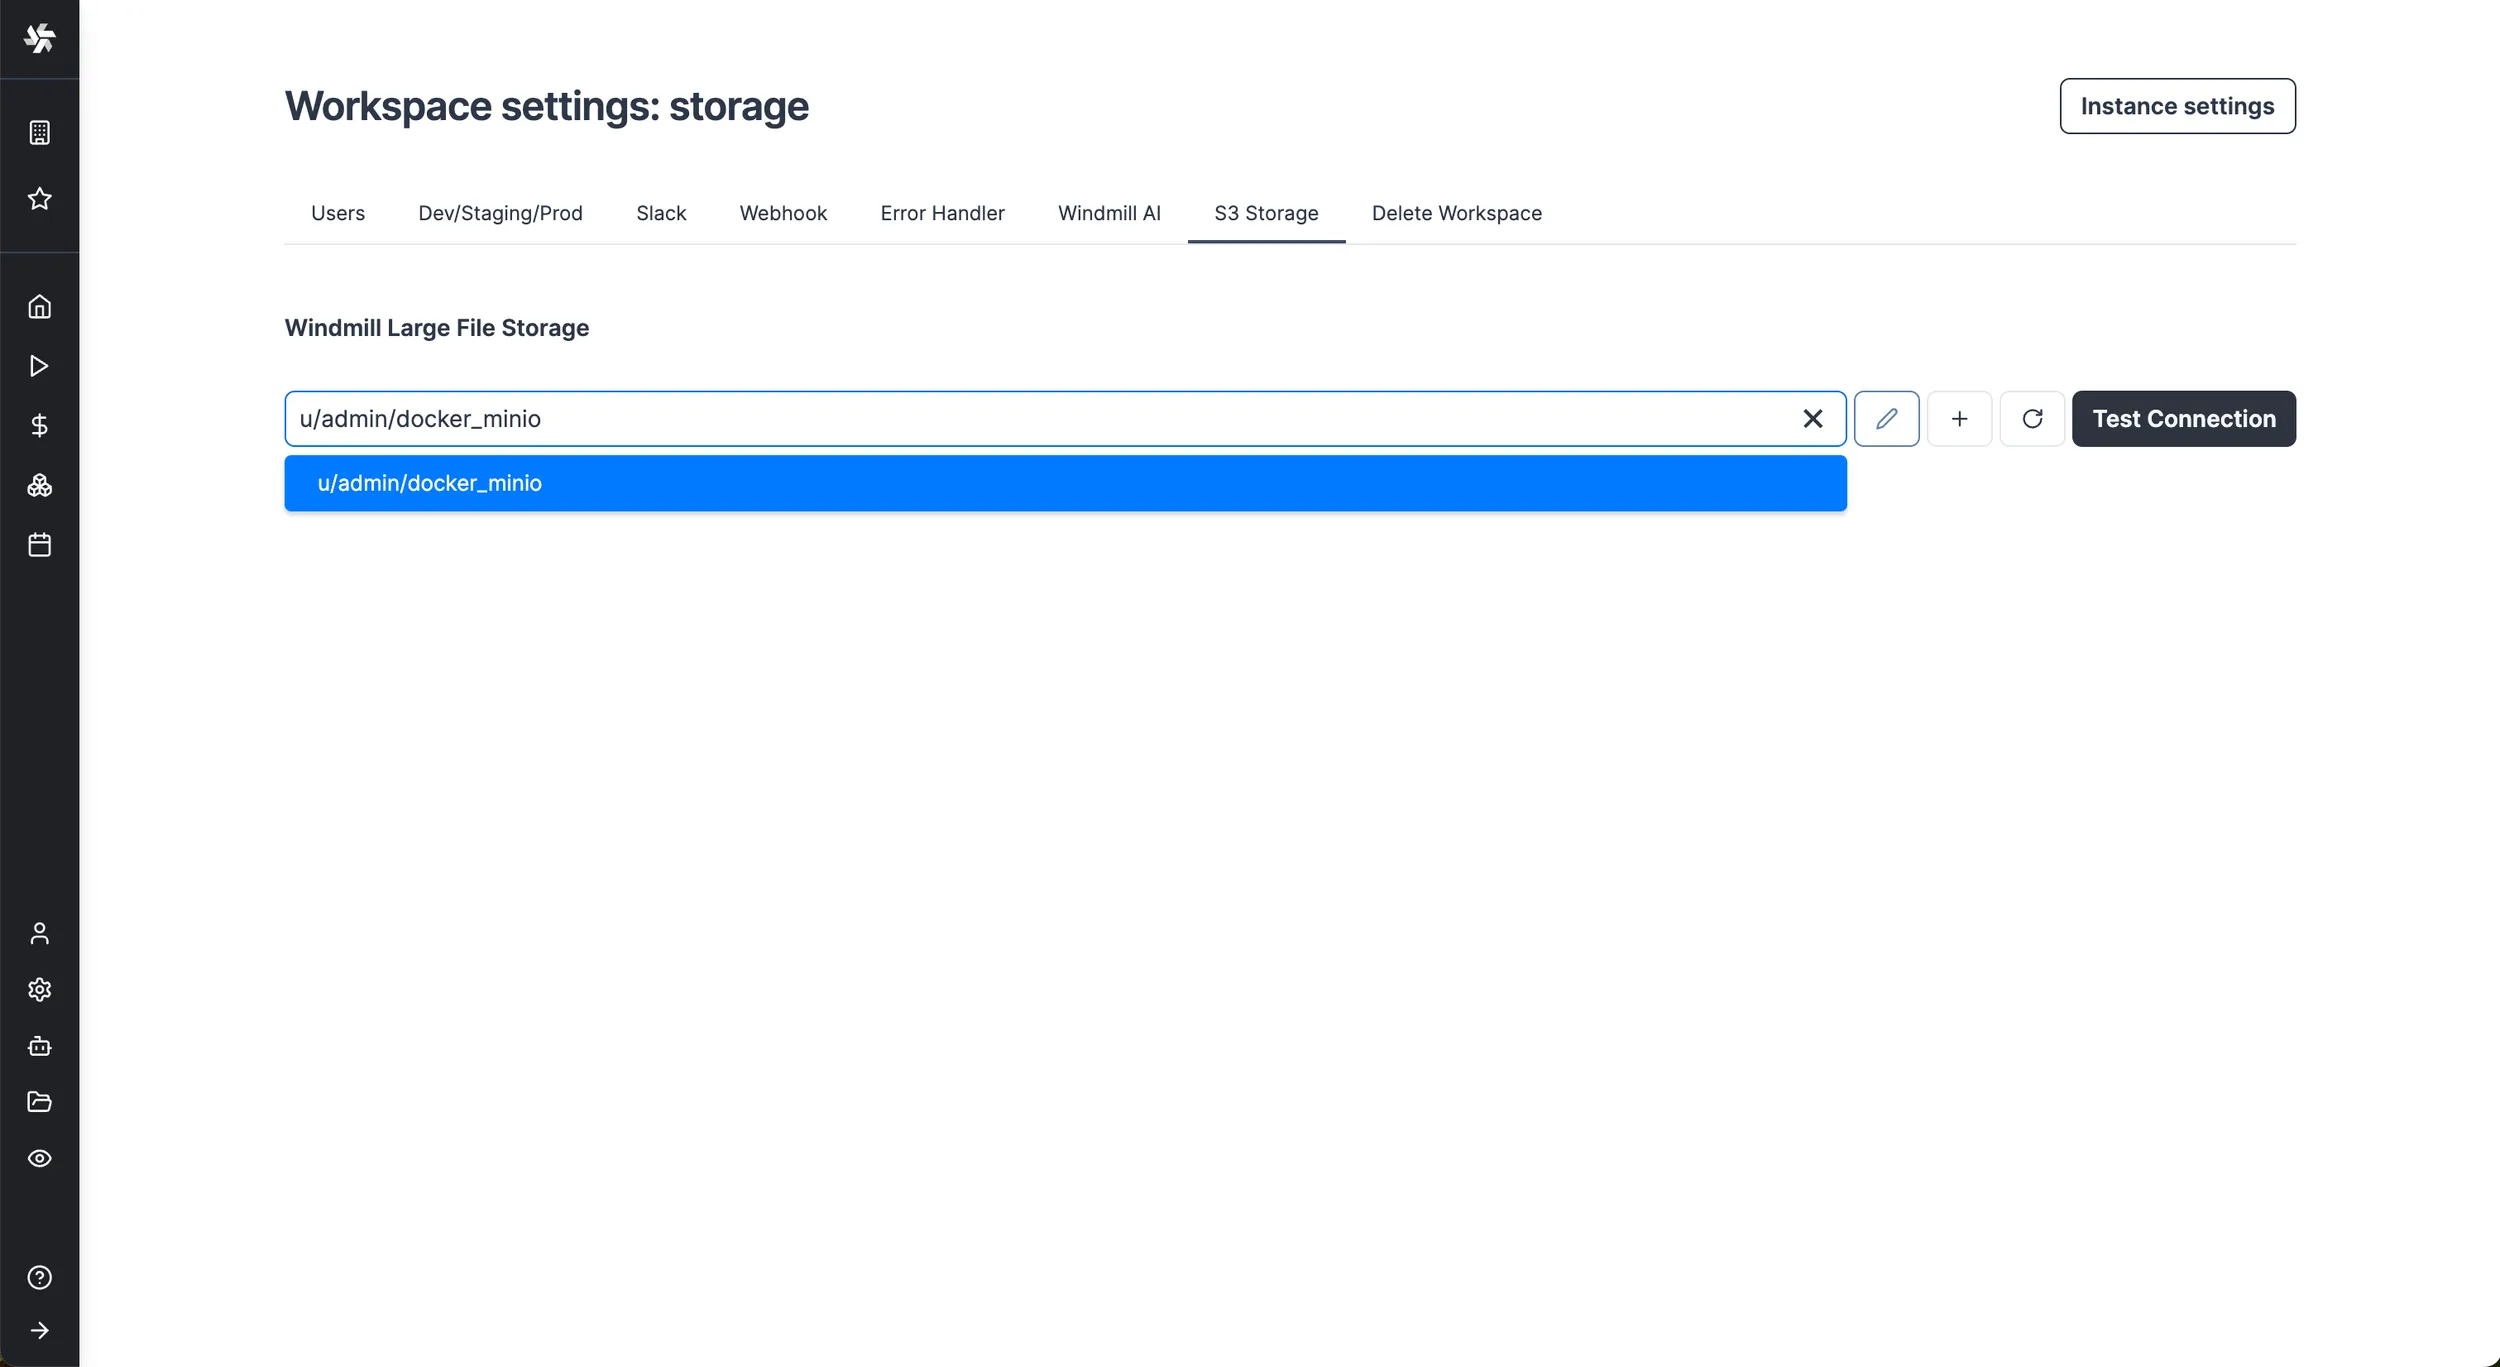 Workspace settings: storage
Instance settings
Users Dev/Staging/Prod Slack Webhook Error Handler Windmill AI S3 Storage Delete Workspace
Windmill Large File Storage
u/admin/docker_minio
Test Connection
u/admin/docker_minio